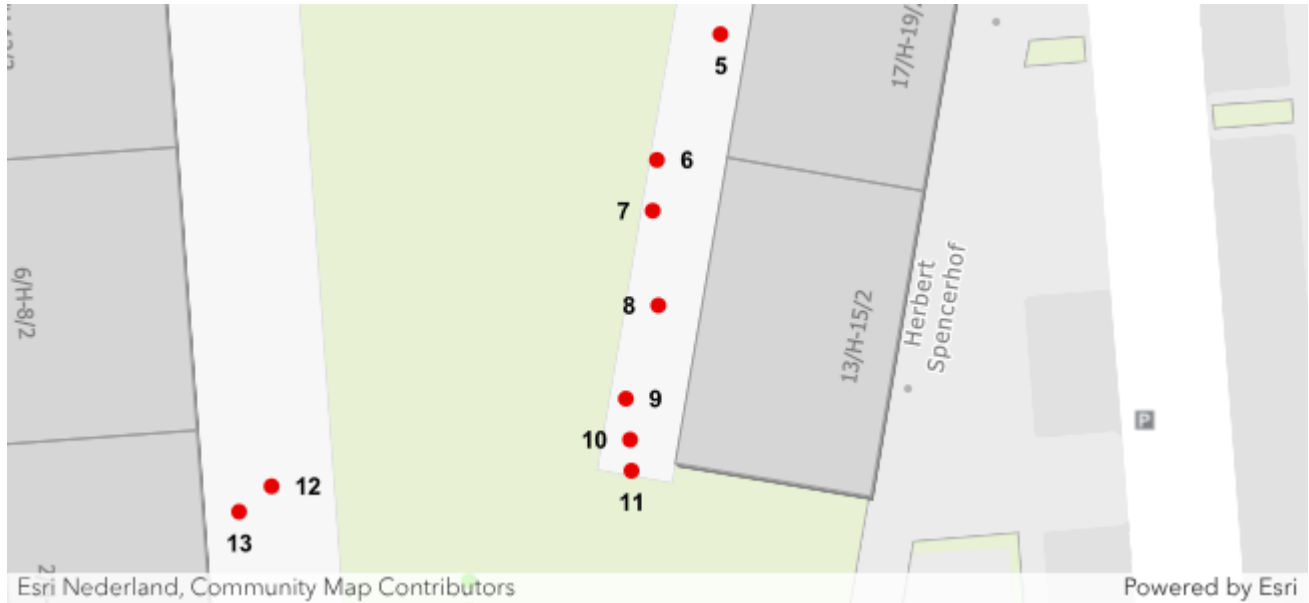 5
17/H-19/
6
7
6/H-8/2
8
13/H-15/2
Herbert
Spencerhof
9
P
10
11
12
13
Esri Nederland, Community Map Contributors
Powered by Esri